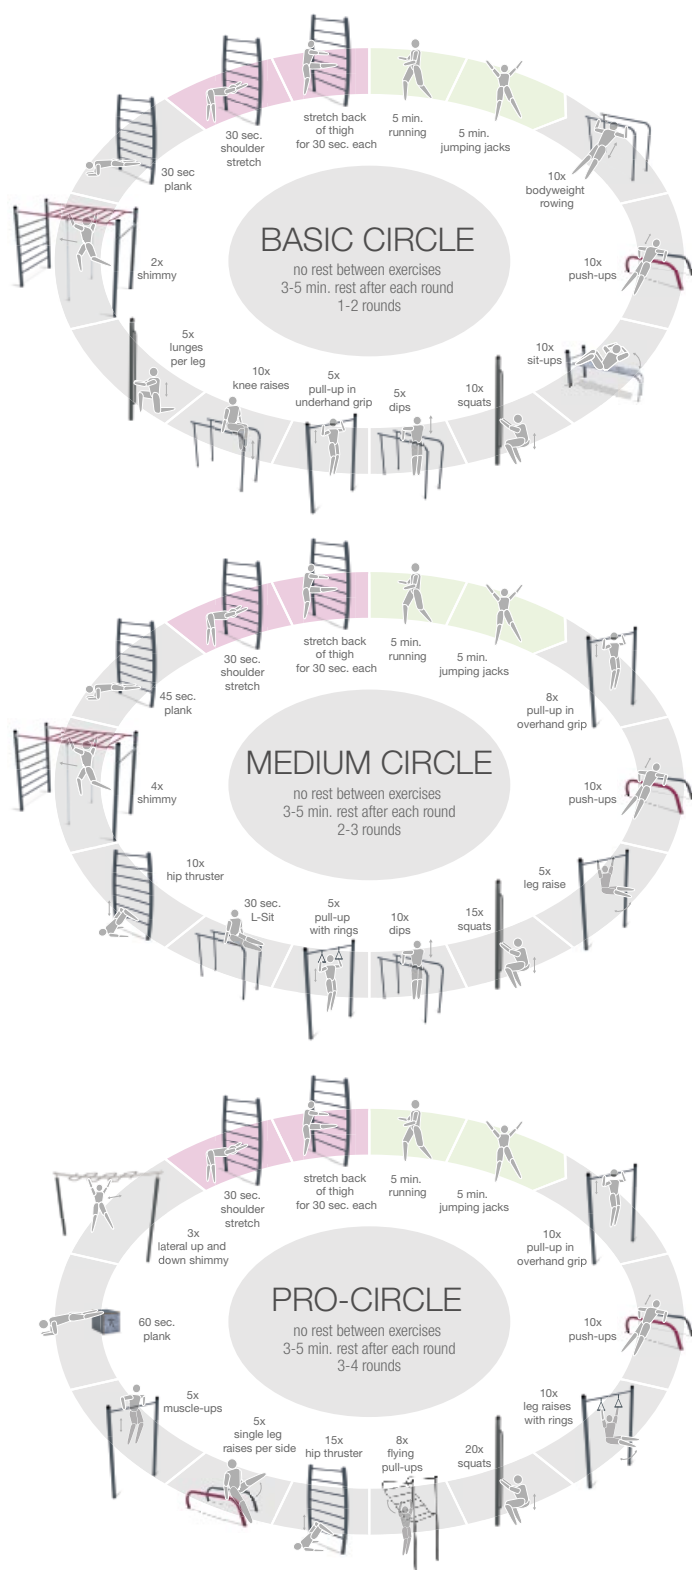 30 sec.
shoulder
stretch
stretch back
of thigh
for 30 sec. each
5 min.
running
5 min.
jumping jacks
10x
bodyweight
rowing
10x
push-ups
10x
sit-ups
10x
squats
5x
dips
5x
pull-up in
underhand grip
10x
knee raises
5x
lunges
per leg
2x
shimmy
30 sec
plank
BASIC CIRCLE
no rest between exercises
3-5 min. rest after each round
1-2 rounds
30 sec.
shoulder
stretch
stretch back
of thigh
for 30 sec. each
5 min.
running
5 min.
jumping jacks
8x
pull-up in
overhand grip
10x
push-ups
5x
leg raise
15x
squats
10x
dips
5x
pull-up
with rings
30 sec.
L-Sit
10x
hip thruster
4x
shimmy
45 sec.
plank
MEDIUM CIRCLE
no rest between exercises
3-5 min. rest after each round
2-3 rounds
30 sec.
shoulder
stretch
stretch back
of thigh
for 30 sec. each
5 min.
running
5 min.
jumping jacks
10x
pull-up in
overhand grip
10x
push-ups
10x
leg raises
with rings
20x
squats
8x
flying
pull-ups
15x
hip thruster
5x
single leg
raises per side
5x
muscle-ups
60 sec.
plank
3x
lateral up and
down shimmy
PRO-CIRCLE
no rest between exercises
3-5 min. rest after each round
3-4 rounds